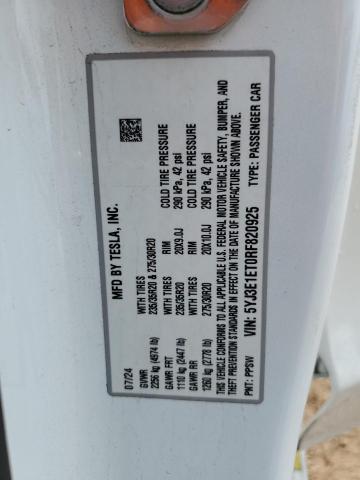 MFD BY TESLA, INC.
07/24
GVWR
2256 kg (4974 lb)
WITH TIRES
235/35R20 & 275/30R20
COLD TIRE PRESSURE
GAWR FRT
1110 kg (2447 lb)
WITH TIRES
235/35R20
RIM
20X9.0J
290 kPa, 42 psi
GAWR RR
1260 kg (2778 lb)
WITH TIRES
275/30R20
RIM
20X10.0J
COLD TIRE PRESSURE
290 kPa, 42 psi
THIS VEHICLE CONFORMS TO ALL APPLICABLE U.S. FEDERAL MOTOR VEHICLE SAFETY, BUMPER, AND
THEFT PREVENTION STANDARDS IN EFFECT ON THE DATE OF MANUFACTURE SHOWN ABOVE.
VIN: 5YJ3E1ET0RF820925
PNT: PPSW
TYPE: PASSENGER CAR